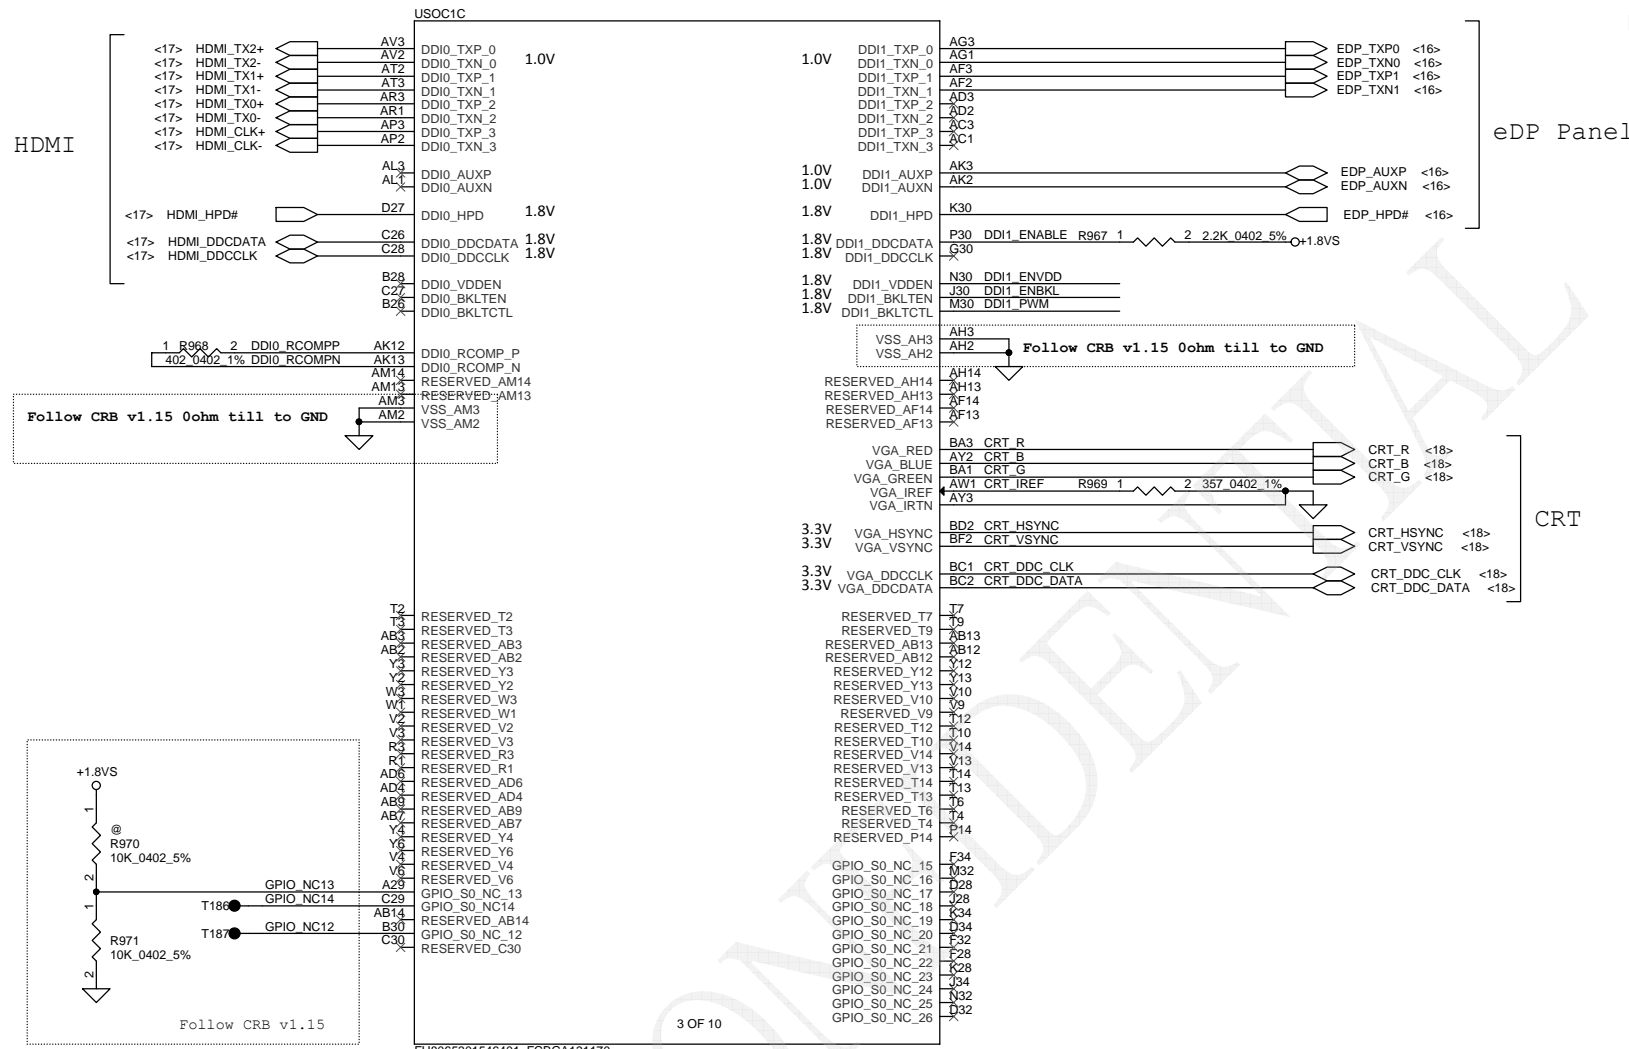 USOC1C
HDMI
<17> HDMI_TX2+ AV3 DDI0_TXP_0 1.0V
<17> HDMI_TX2- AV2 DDI0_TXN_0
<17> HDMI_TX1+ AT2 DDI0_TXP_1
<17> HDMI_TX1- AT3 DDI0_TXN_1
<17> HDMI_TX0+ AR3 DDI0_TXP_2
<17> HDMI_TX0- AR1 DDI0_TXN_2
<17> HDMI_CLK+ AP3 DDI0_TXP_3
<17> HDMI_CLK- AP2 DDI0_TXN_3
AL3 DDI0_AUXP
AL1 DDI0_AUXN
<17> HDMI_HPD# D27 DDI0_HPD 1.8V
<17> HDMI_DDCDATA C26 DDI0_DDCDATA 1.8V
<17> HDMI_DDCCLK C28 DDI0_DDCCLK 1.8V
B28 DDI0_VDDEN
C27 DDI0_BKLTEN
B26 DDI0_BKLTCTL
1 R968 2 DDI0_RCOMPP AK12 DDI0_RCOMP_P
402_0402_1% DDI0_RCOMPN AK13 DDI0_RCOMP_N
AM14 RESERVED_AM14
AM13 RESERVED_AM13
AM3 VSS_AM3
AM2 VSS_AM2
Follow CRB v1.15 0ohm till to GND
T2 RESERVED_T2
T3 RESERVED_T3
AB3 RESERVED_AB3
AB2 RESERVED_AB2
Y3 RESERVED_Y3
Y2 RESERVED_Y2
W3 RESERVED_W3
W1 RESERVED_W1
V2 RESERVED_V2
V3 RESERVED_V3
R3 RESERVED_R3
R1 RESERVED_R1
AD6 RESERVED_AD6
AD4 RESERVED_AD4
AB9 RESERVED_AB9
AB7 RESERVED_AB7
Y4 RESERVED_Y4
Y6 RESERVED_Y6
V4 RESERVED_V4
V6 RESERVED_V6
GPIO_NC13 A29 GPIO_S0_NC_13
T186 GPIO_NC14 C29 GPIO_S0_NC14
AB14 RESERVED_AB14
T187 GPIO_NC12 B30 GPIO_S0_NC_12
C30 RESERVED_C30
+1.8VS
1
@
R970
10K_0402_5%
2
1
R971
10K_0402_5%
2
Follow CRB v1.15
eDP Panel
1.0V DDI1_TXP_0 AG3 EDP_TXP0 <16>
DDI1_TXN_0 AG1 EDP_TXN0 <16>
DDI1_TXP_1 AF3 EDP_TXP1 <16>
DDI1_TXN_1 AF2 EDP_TXN1 <16>
DDI1_TXP_2 AD3
DDI1_TXN_2 AD2
DDI1_TXP_3 AC3
DDI1_TXN_3 AC1
1.0V DDI1_AUXP AK3 EDP_AUXP <16>
1.0V DDI1_AUXN AK2 EDP_AUXN <16>
1.8V DDI1_HPD K30 EDP_HPD# <16>
1.8V DDI1_DDCDATA P30 DDI1_ENABLE R967 1 2 2.2K_0402_5% +1.8VS
1.8V DDI1_DDCCLK G30
1.8V DDI1_VDDEN N30 DDI1_ENVDD
1.8V DDI1_BKLTEN J30 DDI1_ENBKL
1.8V DDI1_BKLTCTL M30 DDI1_PWM
VSS_AH3 AH3
VSS_AH2 AH2
Follow CRB v1.15 0ohm till to GND
RESERVED_AH14 AH14
RESERVED_AH13 AH13
RESERVED_AF14 AF14
RESERVED_AF13 AF13
VGA_RED BA3 CRT_R CRT_R <18>
VGA_BLUE AY2 CRT_B CRT_B <18>
VGA_GREEN BA1 CRT_G CRT_G <18>
VGA_IREF AW1 CRT_IREF R969 1 2 357_0402_1%
VGA_IRTN AY3
CRT
3.3V VGA_HSYNC BD2 CRT_HSYNC CRT_HSYNC <18>
3.3V VGA_VSYNC BF2 CRT_VSYNC CRT_VSYNC <18>
3.3V VGA_DDCCLK BC1 CRT_DDC_CLK CRT_DDC_CLK <18>
3.3V VGA_DDCDATA BC2 CRT_DDC_DATA CRT_DDC_DATA <18>
RESERVED_T7 T7
RESERVED_T9 T9
RESERVED_AB13 AB13
RESERVED_AB12 AB12
RESERVED_Y12 Y12
RESERVED_Y13 Y13
RESERVED_V10 V10
RESERVED_V9 V9
RESERVED_T12 T12
RESERVED_T10 T10
RESERVED_V14 V14
RESERVED_V13 V13
RESERVED_T14 T14
RESERVED_T13 T13
RESERVED_T6 T6
RESERVED_T4 T4
RESERVED_P14 P14
GPIO_S0_NC_15 F34
GPIO_S0_NC_16 M32
GPIO_S0_NC_17 D28
GPIO_S0_NC_18 J28
GPIO_S0_NC_19 K34
GPIO_S0_NC_20 D34
GPIO_S0_NC_21 F32
GPIO_S0_NC_22 F28
GPIO_S0_NC_23 K28
GPIO_S0_NC_24 J34
GPIO_S0_NC_25 N32
GPIO_S0_NC_26 D32
3 OF 10